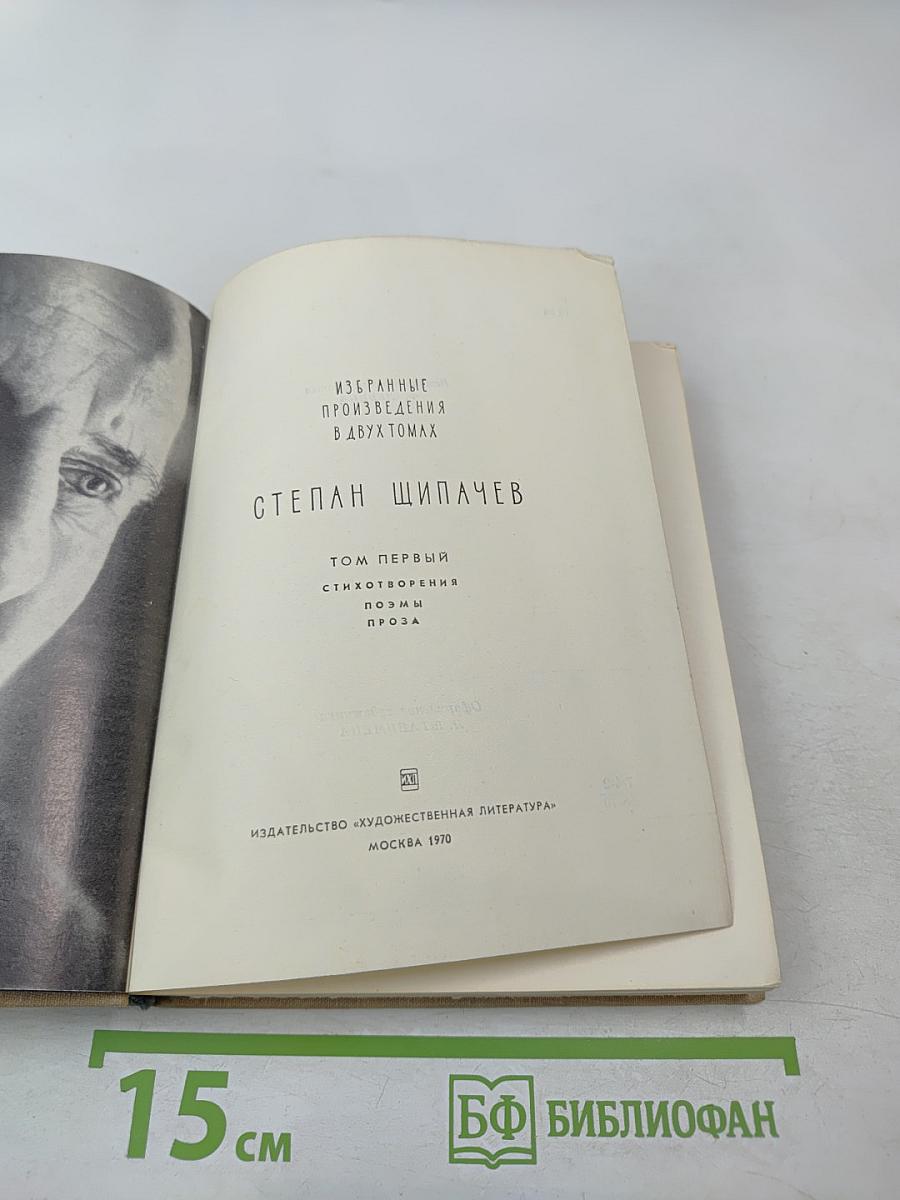 ИЗБРАННЫЕ
ПРОИЗВЕДЕНИЯ
В ДВУХ ТОМАХ
СТЕПАН ЩИПАЧЕВ
ТОМ ПЕРВЫЙ
СТИХОТВОРЕНИЯ
ПОЭМЫ
ПРОЗА
ИЗДАТЕЛЬСТВО «ХУДОЖЕСТВЕННАЯ ЛИТЕРАТУРА»
МОСКВА 1970
15 см
БФ БИБЛИОФАН